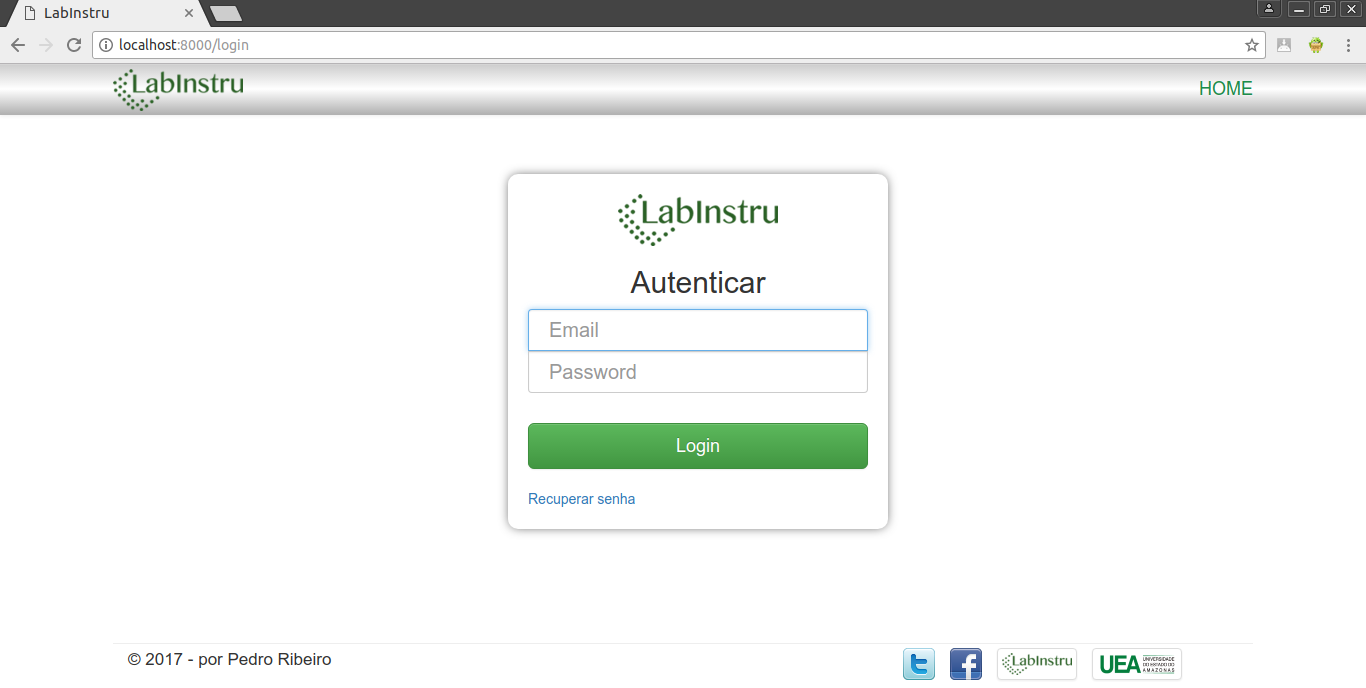 LabInstru
localhost:8000/login
LabInstru
HOME
LabInstru
Autenticar
Email
Password
Login
Recuperar senha
© 2017 - por Pedro Ribeiro
LabInstru
UEA
UNIVERSIDADE
DO ESTADO DO
AMAZONAS